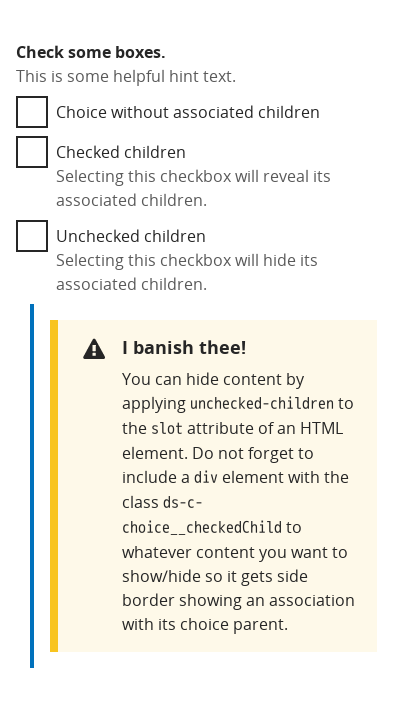 Check some boxes.
This is some helpful hint text.
Choice without associated children
Checked children
Selecting this checkbox will reveal its
associated children.
Unchecked children
Selecting this checkbox will hide its
associated children.
I banish thee!
You can hide content by
applying unchecked-children to
the slot attribute of an HTML
element. Do not forget to
include a div element with the
class ds-c-
choice__checkedChild to
whatever content you want to
show/hide so it gets side
border showing an association
with its choice parent.